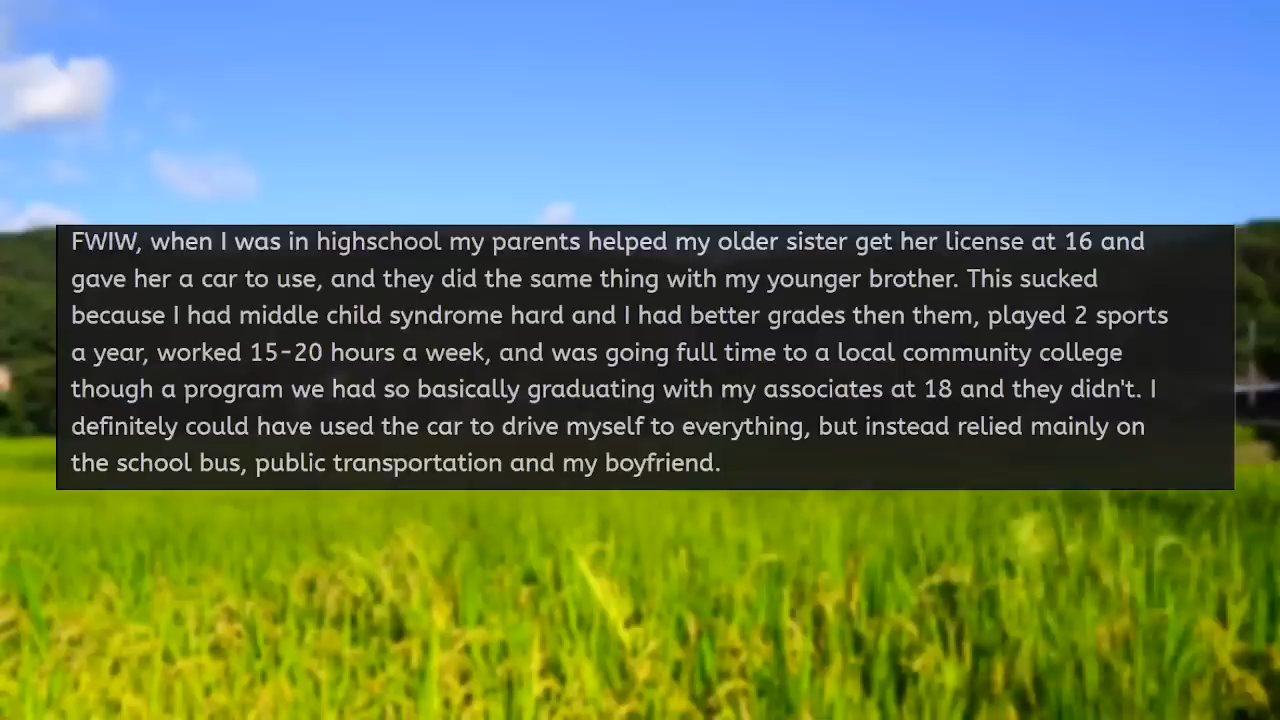 FWIW, when I was in highschool my parents helped my older sister get her license at 16 and
gave her a car to use, and they did the same thing with my younger brother. This sucked
because I had middle child syndrome hard and I had better grades then them, played 2 sports
a year, worked 15-20 hours a week, and was going full time to a local community college
though a program we had so basically graduating with my associates at 18 and they didn't. I
definitely could have used the car to drive myself to everything, but instead relied mainly on
the school bus, public transportation and my boyfriend.